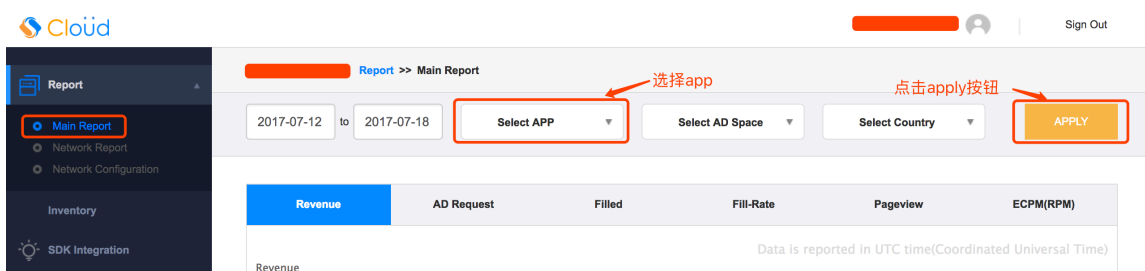 Cloüd
Sign Out
Report
Report >> Main Report
选择app
点击apply按钮
2017-07-12 to 2017-07-18
Select APP
Select AD Space
Select Country
APPLY
Main Report
Network Report
Network Configuration
Inventory
SDK Integration
Revenue
AD Request
Filled
Fill-Rate
Pageview
ECPM(RPM)
Data is reported in UTC time(Coordinated Universal Time)
Revenue